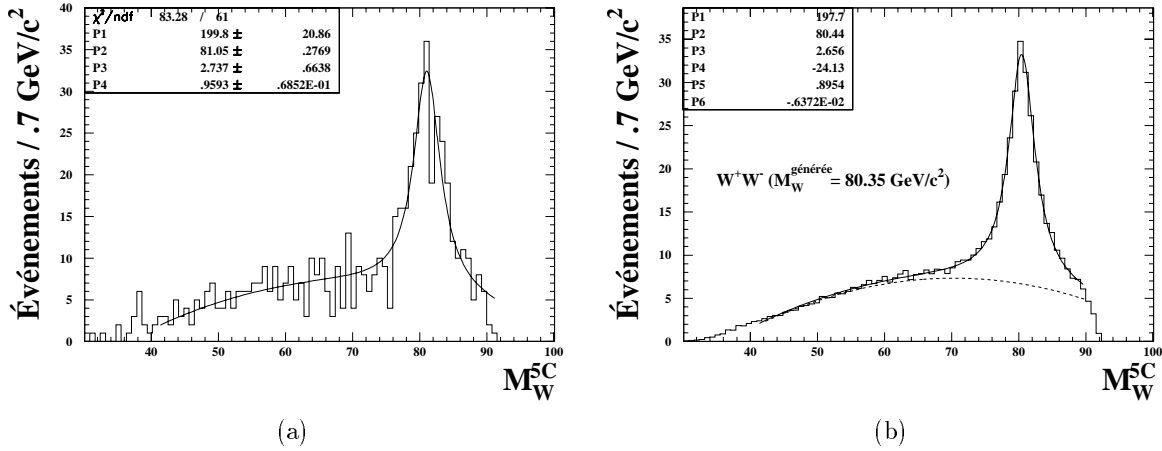 χ²/ndf 83.28 / 61
P1 199.8 ± 20.86
P2 81.05 ± .2769
P3 2.737 ± .6638
P4 .9593 ± .6852E-01
Événements / .7 GeV/c²
40
35
30
25
20
15
10
5
0
40 50 60 70 80 90 100
M_W^5C
(a)
P1 197.7
P2 80.44
P3 2.656
P4 -24.13
P5 .8954
P6 -.6372E-02
Événements / .7 GeV/c²
35
30
25
20
15
10
5
0
W⁺W⁻ (M_W^générée = 80.35 GeV/c²)
40 50 60 70 80 90 100
M_W^5C
(b)